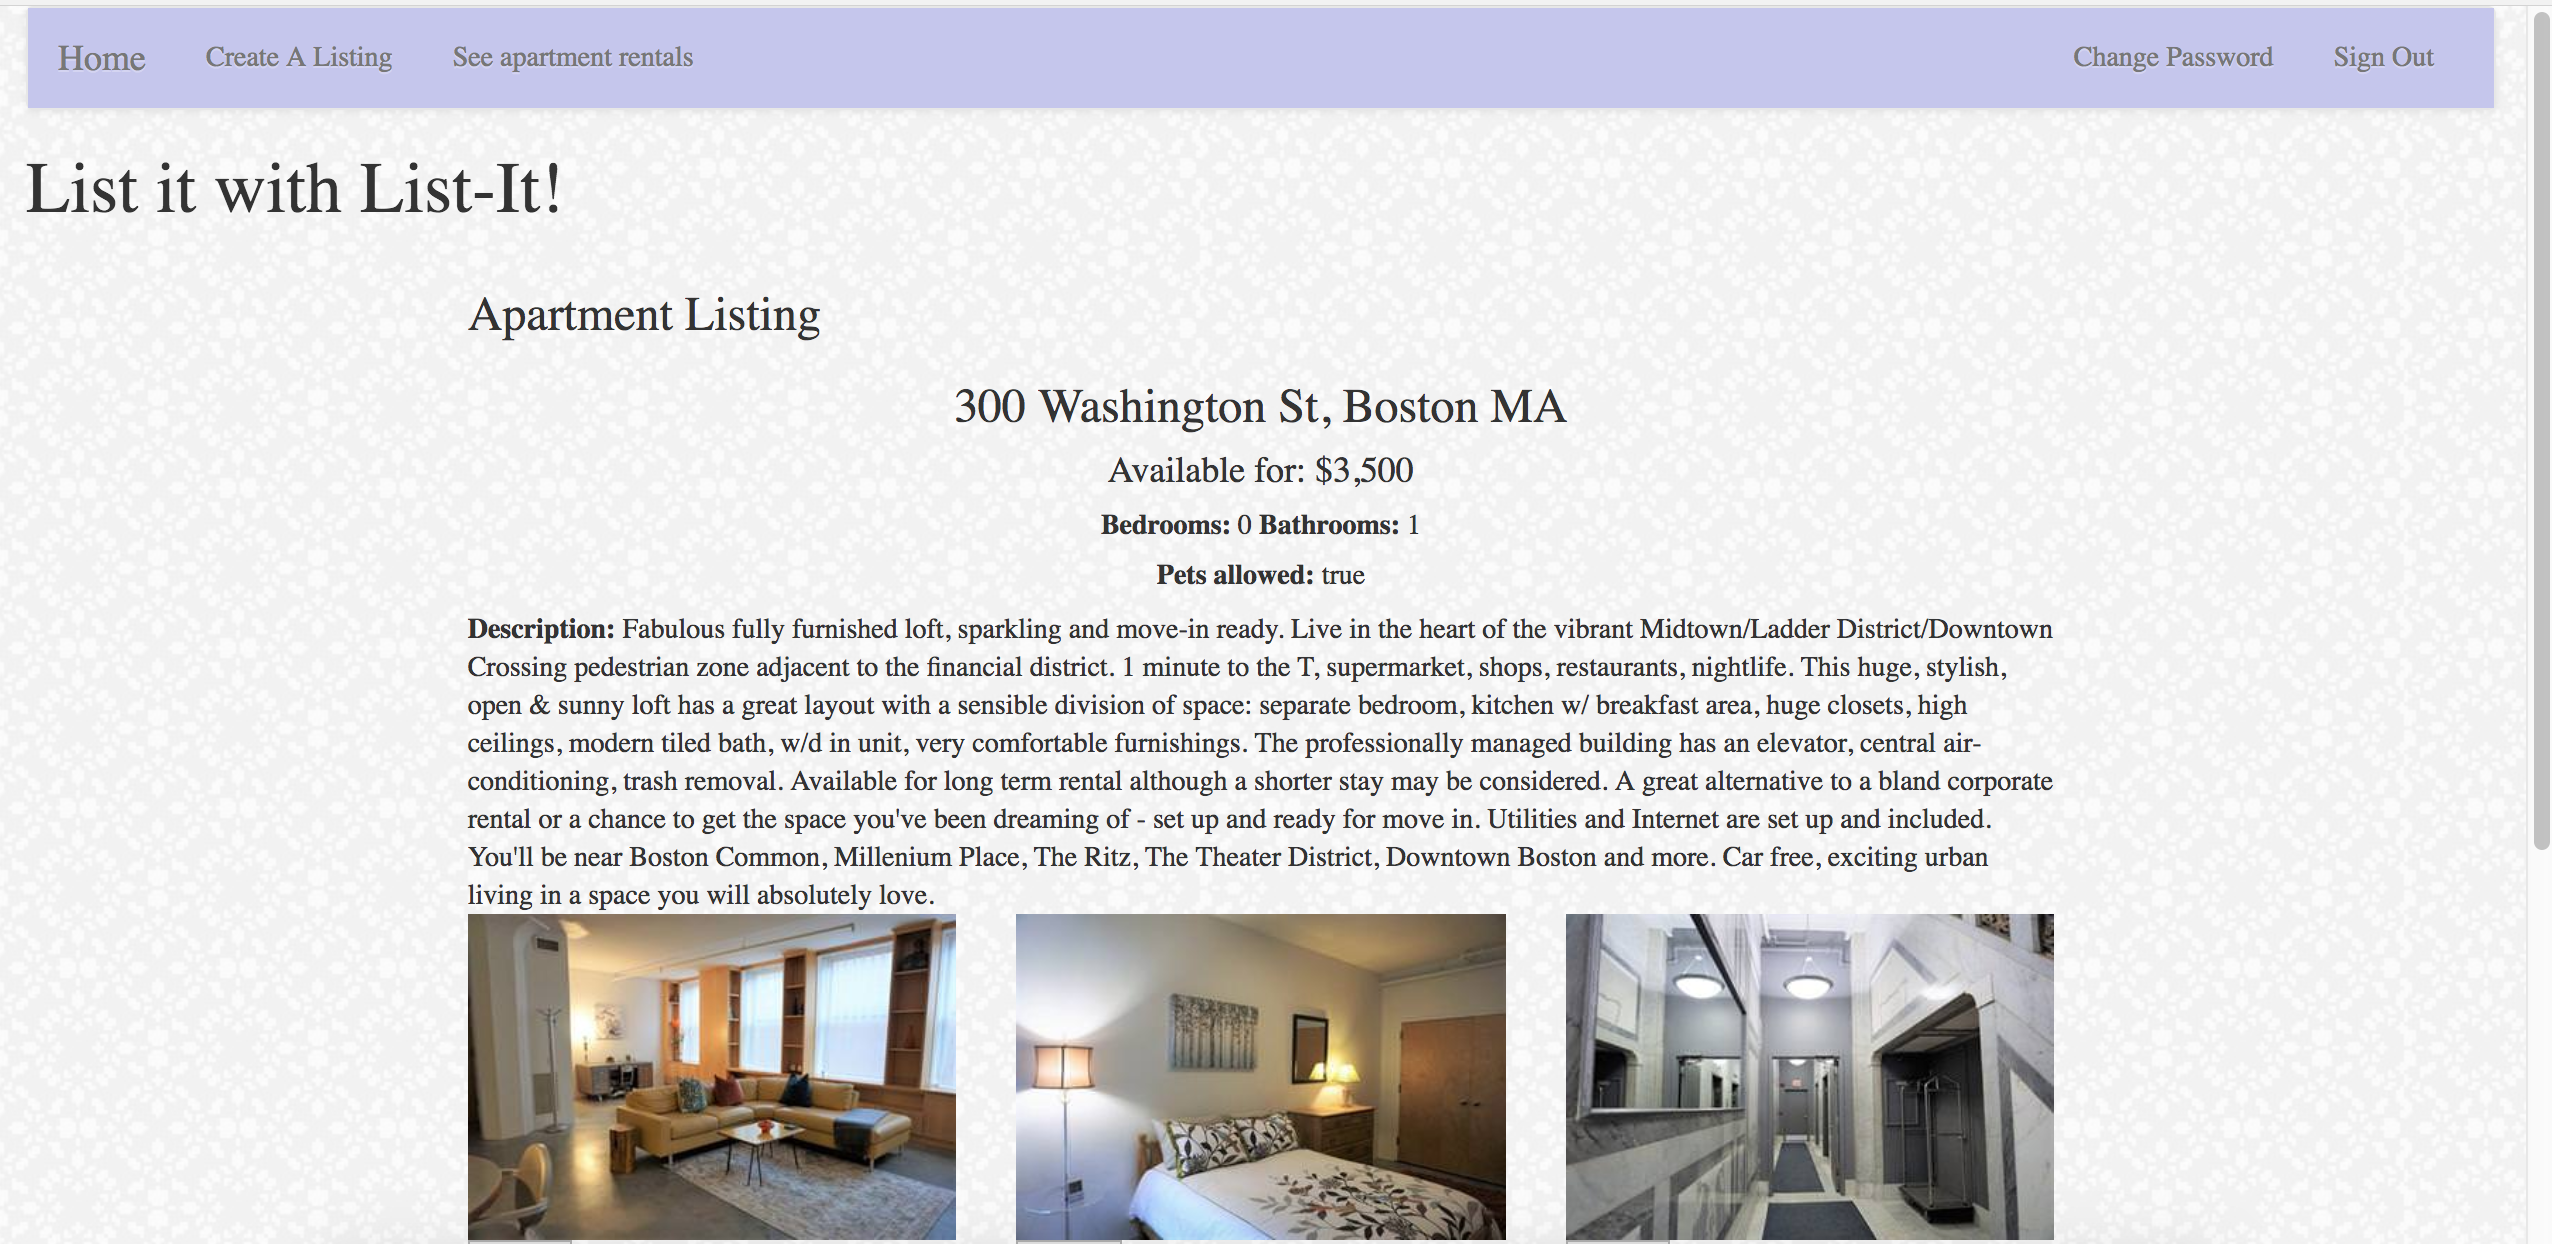 Home Create A Listing See apartment rentals Change Password Sign Out
List it with List-It!
Apartment Listing
300 Washington St, Boston MA
Available for: $3,500
Bedrooms: 0 Bathrooms: 1
Pets allowed: true
Description: Fabulous fully furnished loft, sparkling and move-in ready. Live in the heart of the vibrant Midtown/Ladder District/Downtown
Crossing pedestrian zone adjacent to the financial district. 1 minute to the T, supermarket, shops, restaurants, nightlife. This huge, stylish,
open & sunny loft has a great layout with a sensible division of space: separate bedroom, kitchen w/ breakfast area, huge closets, high
ceilings, modern tiled bath, w/d in unit, very comfortable furnishings. The professionally managed building has an elevator, central air-
conditioning, trash removal. Available for long term rental although a shorter stay may be considered. A great alternative to a bland corporate
rental or a chance to get the space you've been dreaming of - set up and ready for move in. Utilities and Internet are set up and included.
You'll be near Boston Common, Millenium Place, The Ritz, The Theater District, Downtown Boston and more. Car free, exciting urban
living in a space you will absolutely love.